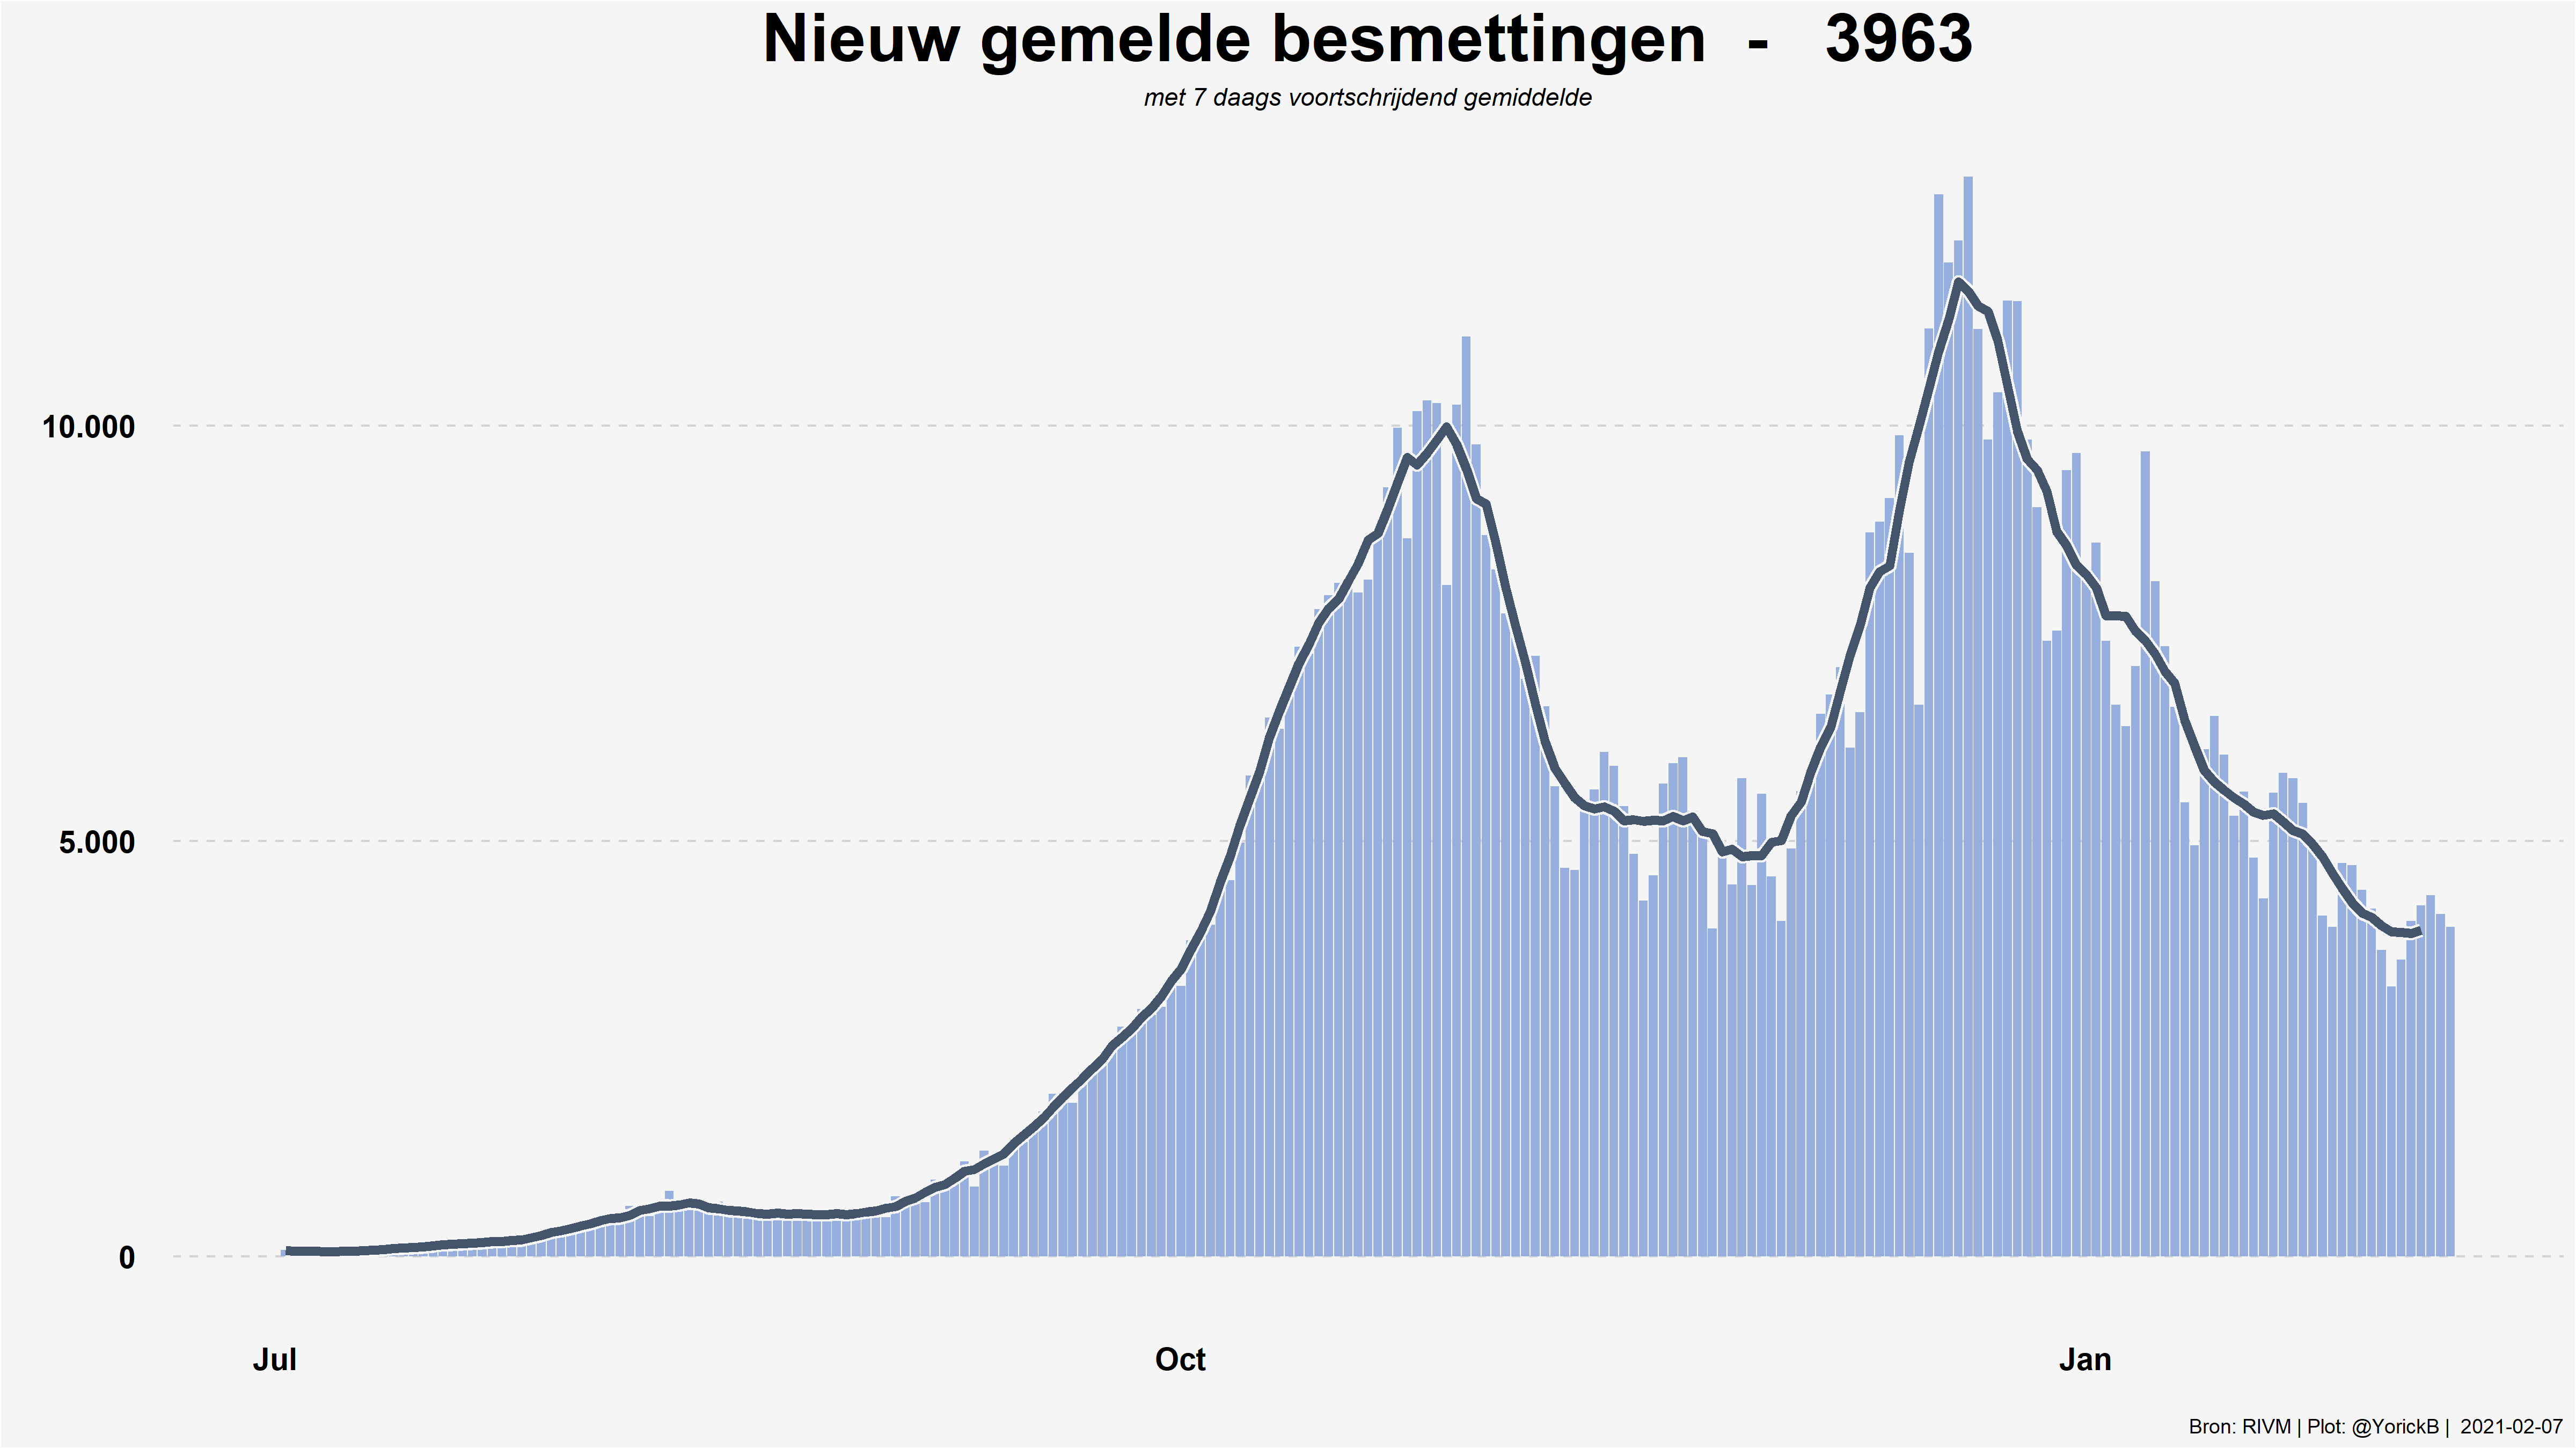 Nieuw gemelde besmettingen - 3963
met 7 daags voortschrijdend gemiddelde
10.000
5.000
0
Jul Oct Jan
Bron: RIVM | Plot: @YorickB | 2021-02-07